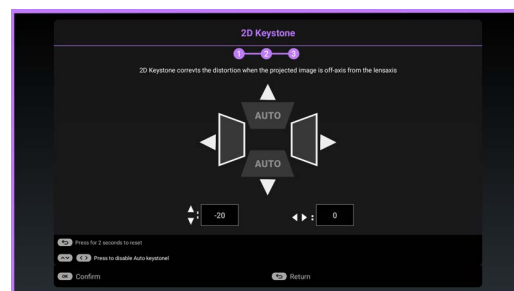 2D Keystone
1 2 3
2D Keystone correvts the distortion when the projected image is off-axis from the lensaxis
AUTO
AUTO
: -20 : 0
Press for 2 seconds to reset
Press to disable Auto keystone!
OK Confirm Return